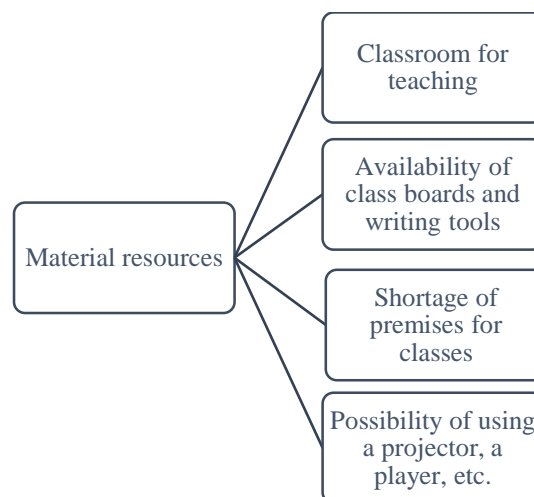 Material resources
Classroom for
teaching
Availability of
class boards and
writing tools
Shortage of
premises for
classes
Possibility of using
a projector, a
player, etc.